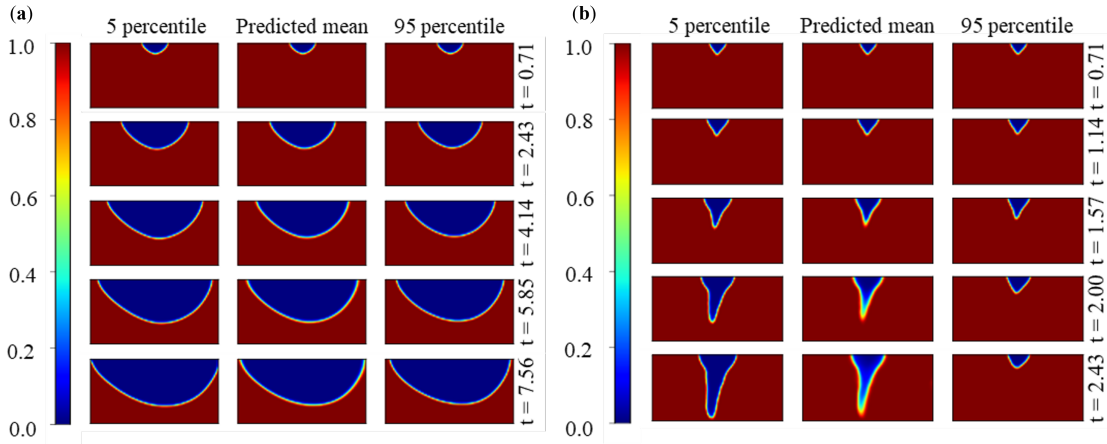 (a)
5 percentile Predicted mean 95 percentile
1.0
0.8
0.6
0.4
0.2
0.0
t = 0.71
t = 2.43
t = 4.14
t = 5.85
t = 7.56
(b)
5 percentile Predicted mean 95 percentile
1.0
0.8
0.6
0.4
0.2
0.0
t = 0.71
t = 1.14
t = 1.57
t = 2.00
t = 2.43